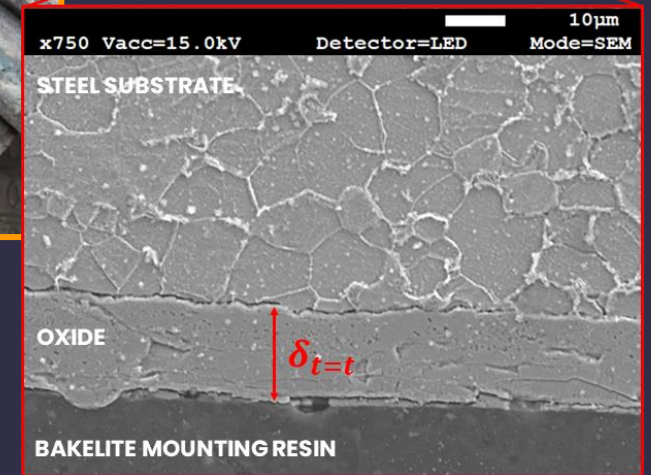 10µm
x750 Vacc=15.0kV Detector=LED Mode=SEM
STEEL SUBSTRATE
OXIDE
δt=t
BAKELITE MOUNTING RESIN